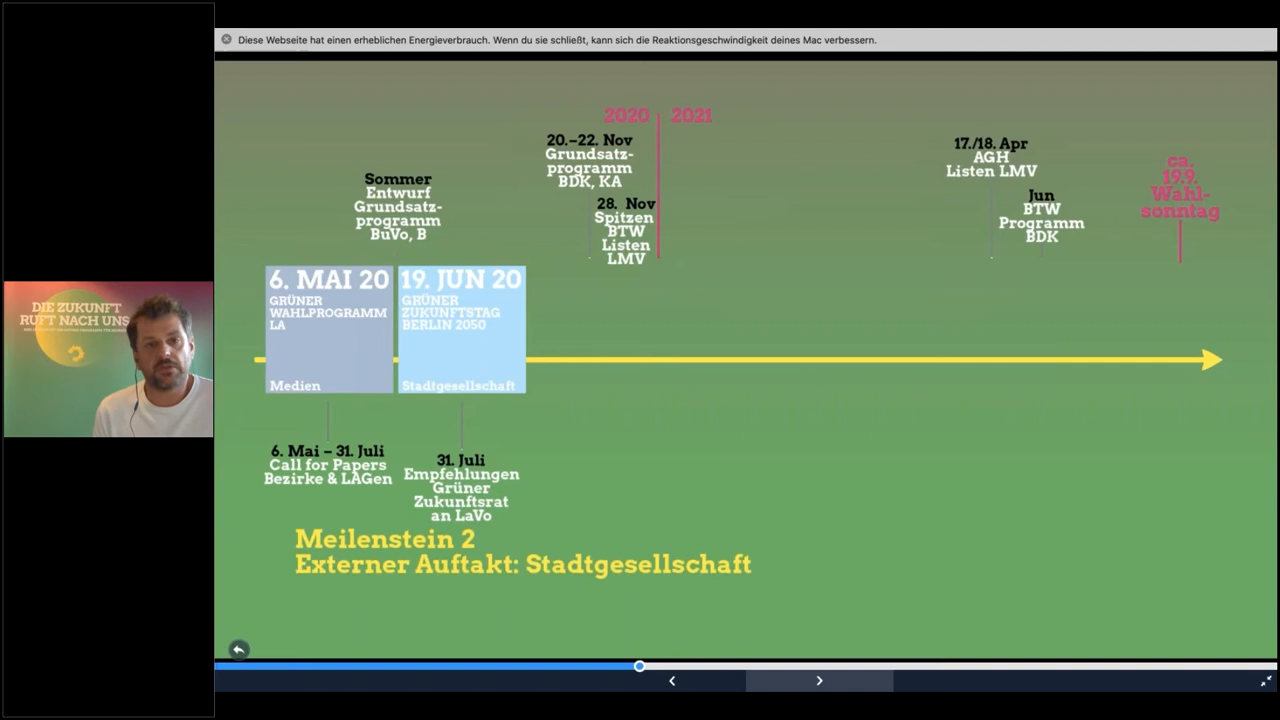 Diese Webseite hat einen erheblichen Energieverbrauch. Wenn du sie schließt, kann sich die Reaktionsgeschwindigkeit deines Mac verbessern.
2020
2021
20.–22. Nov
Grundsatz-
programm
BDK, KA
17./18. Apr
AGH
Listen LMV
ca.
19.9.
Wahl-
sonntag
Sommer
Entwurf
Grundsatz-
programm
BuVo, B
28. Nov
Spitzen
BTW
Listen
LMV
Jun
BTW
Programm
BDK
6. MAI 20
GRÜNER
WAHLPROGRAMM
LA
Medien
19. JUN 20
GRÜNER
ZUKUNFTSTAG
BERLIN 2050
Stadtgesellschaft
DIE ZUKUNFT
RUFT NACH UNS
6. Mai – 31. Juli
Call for Papers
Bezirke & LAGen
31. Juli
Empfehlungen
Grüner
Zukunftsrat
an LaVo
Meilenstein 2
Externer Auftakt: Stadtgesellschaft